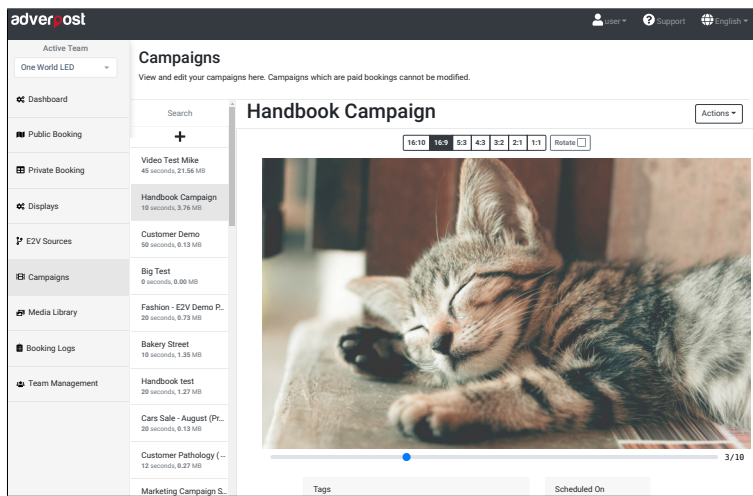 adverpost
user
Support
English
Active Team
One World LED
Dashboard
Public Booking
Private Booking
Displays
E2V Sources
Campaigns
Media Library
Booking Logs
Team Management
Campaigns
View and edit your campaigns here. Campaigns which are paid bookings cannot be modified.
Search
+
Video Test Mike
45 seconds, 21.56 MB
Handbook Campaign
10 seconds, 3.76 MB
Customer Demo
50 seconds, 0.13 MB
Big Test
0 seconds, 0.00 MB
Fashion - E2V Demo P...
20 seconds, 0.73 MB
Bakery Street
10 seconds, 1.35 MB
Handbook test
20 seconds, 1.27 MB
Cars Sale - August (Pr...
20 seconds, 0.13 MB
Customer Pathology ( ...
12 seconds, 0.27 MB
Marketing Campaign S...
Handbook Campaign
Actions
16:10 16:9 5:3 4:3 3:2 2:1 1:1 Rotate
3/10
Tags
Scheduled On